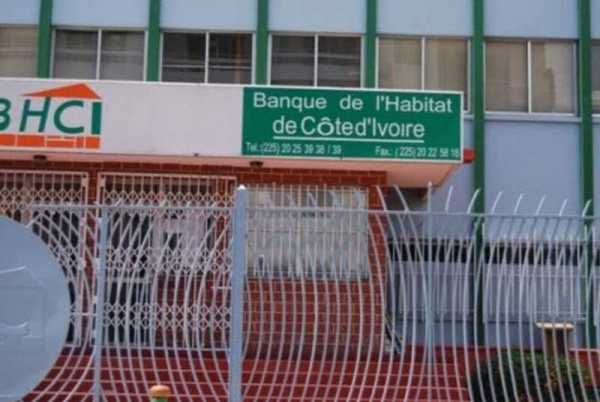 BHCI
Banque de l'Habitat
de Côte d'Ivoire
Tel.:(225) 20 25 39 38 / 39 Fax.: (225) 20 22 58 18